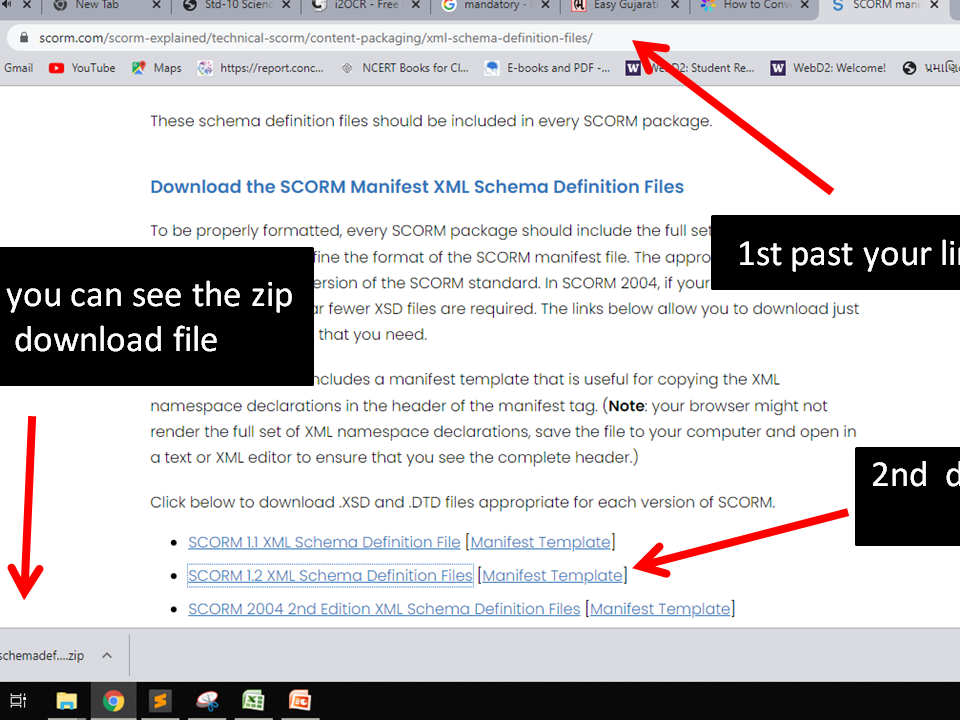 New Tab
Std-10 Scienc
i2OCR - Free
mandatory -
Easy Gujarati
How to Conv
SCORM mani
scorm.com/scorm-explained/technical-scorm/content-packaging/xml-schema-definition-files/
Gmail YouTube Maps https://report.conc... NCERT Books for Cl... E-books and PDF -... WebD2: Student Re... WebD2: Welcome!
These schema definition files should be included in every SCORM package.
Download the SCORM Manifest XML Schema Definition Files
To be properly formatted, every SCORM package should include the full set
fine the format of the SCORM manifest file. The appro
ersion of the SCORM standard. In SCORM 2004, if your
ar fewer XSD files are required. The links below allow you to download just
that you need.
1st past your li
you can see the zip
download file
ncludes a manifest template that is useful for copying the XML
namespace declarations in the header of the manifest tag. (Note: your browser might not
render the full set of XML namespace declarations, save the file to your computer and open in
a text or XML editor to ensure that you see the complete header.)
2nd d
Click below to download .XSD and .DTD files appropriate for each version of SCORM.
• SCORM 1.1 XML Schema Definition File [Manifest Template]
• SCORM 1.2 XML Schema Definition Files [Manifest Template]
• SCORM 2004 2nd Edition XML Schema Definition Files [Manifest Template]
schemadef....zip